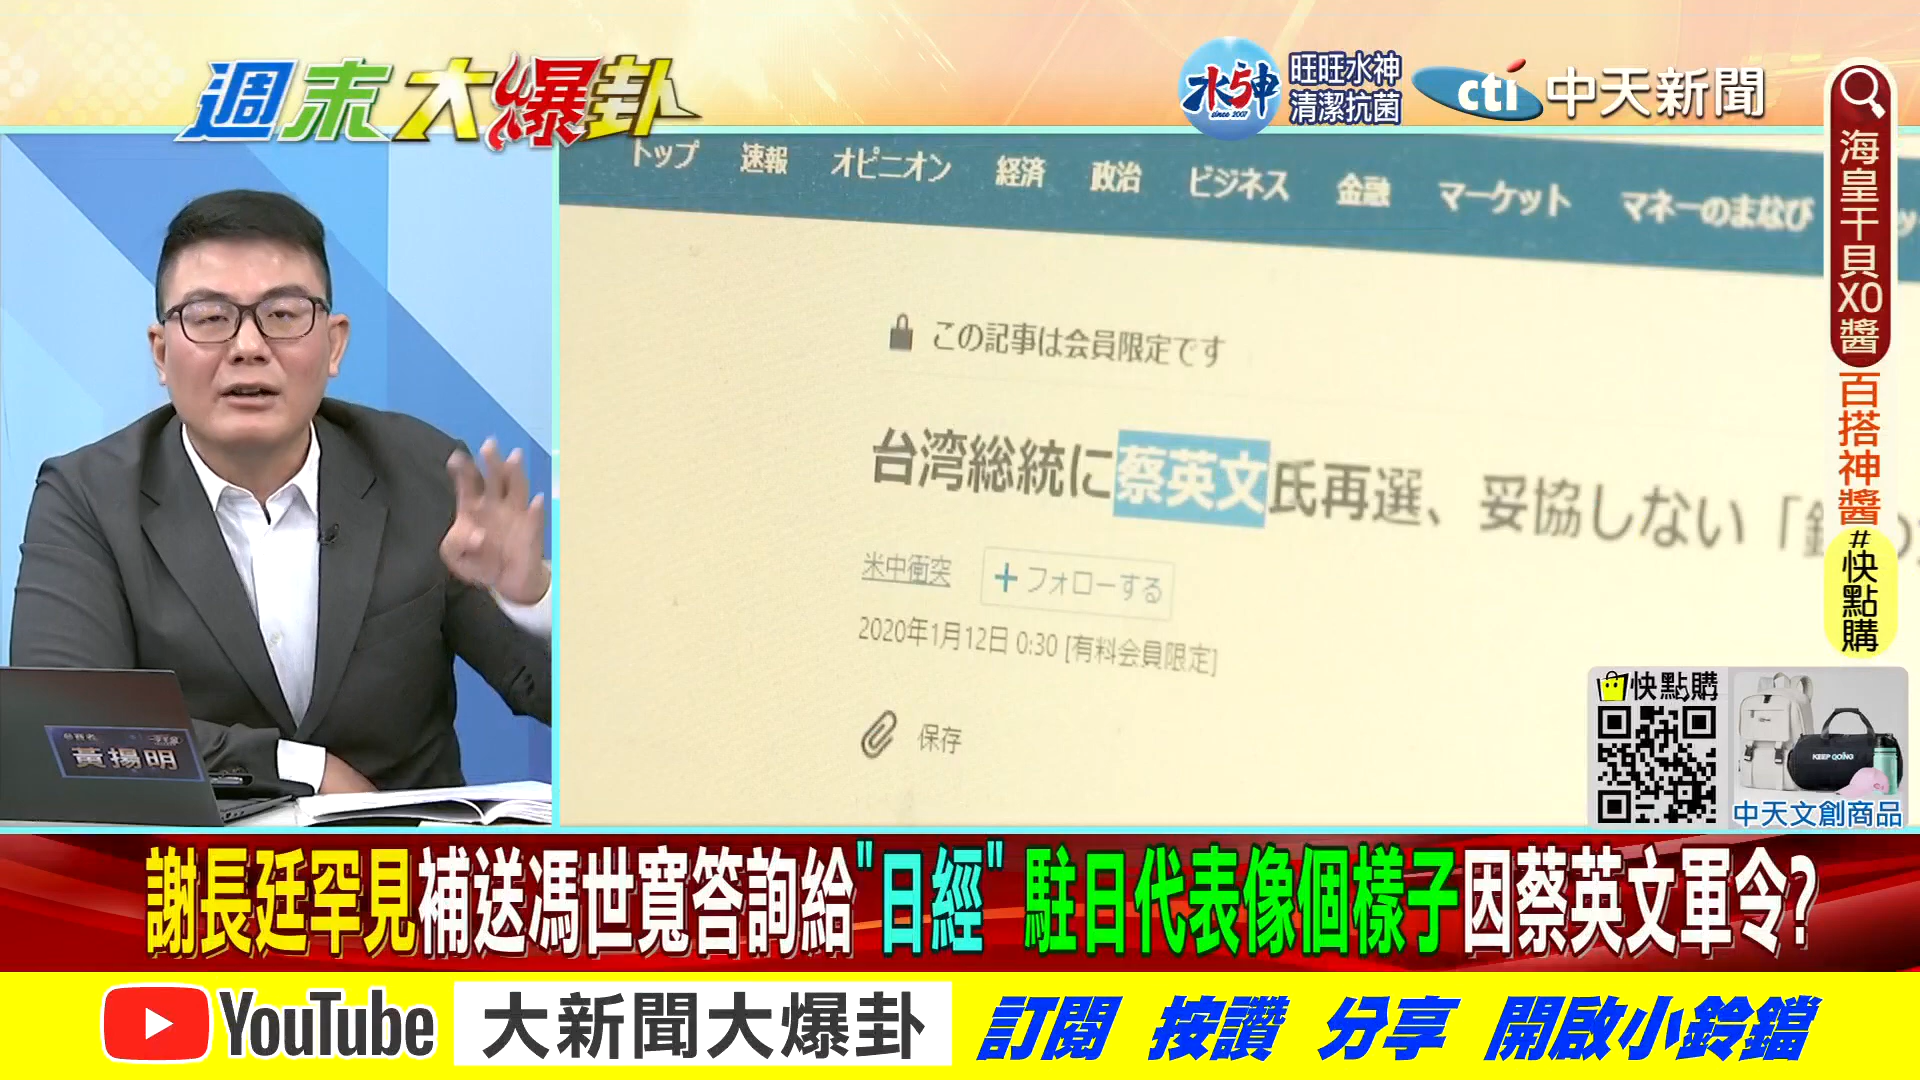 週末大爆卦
水神
since 2007
旺旺水神
清潔抗菌
cti 中天新聞
海皇干貝XO醬
百搭神醬
#快點購
トップ 速報 オピニオン 経済 政治 ビジネス 金融 マーケット マネーのまなび
この記事は会員限定です
台湾総統に蔡英文氏再選、妥協しない「
米中衝突 + フォローする
2020年1月12日 0:30 [有料会員限定]
保存
黃揚明
快點購
KEEP GOING
中天文創商品
謝長廷罕見補送馮世寬答詢給"日經" 駐日代表像個樣子因蔡英文軍令?
YouTube 大新聞大爆卦 訂閱 按讚 分享 開啟小鈴鐺